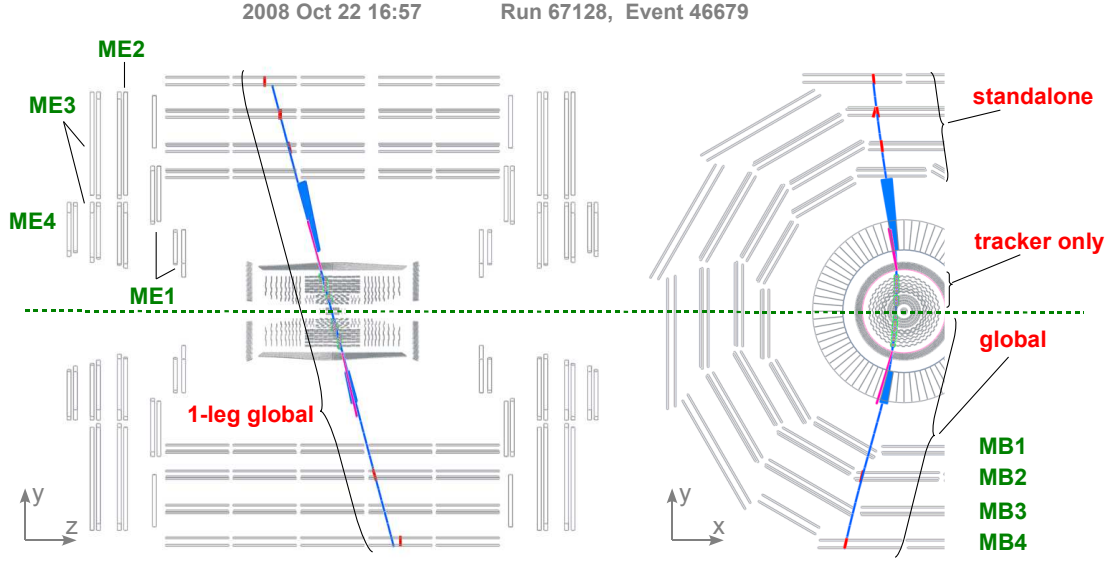 2008 Oct 22 16:57 Run 67128, Event 46679
ME2
ME3
ME4
ME1
1-leg global
y
z
standalone
tracker only
global
MB1
MB2
MB3
MB4
y
x